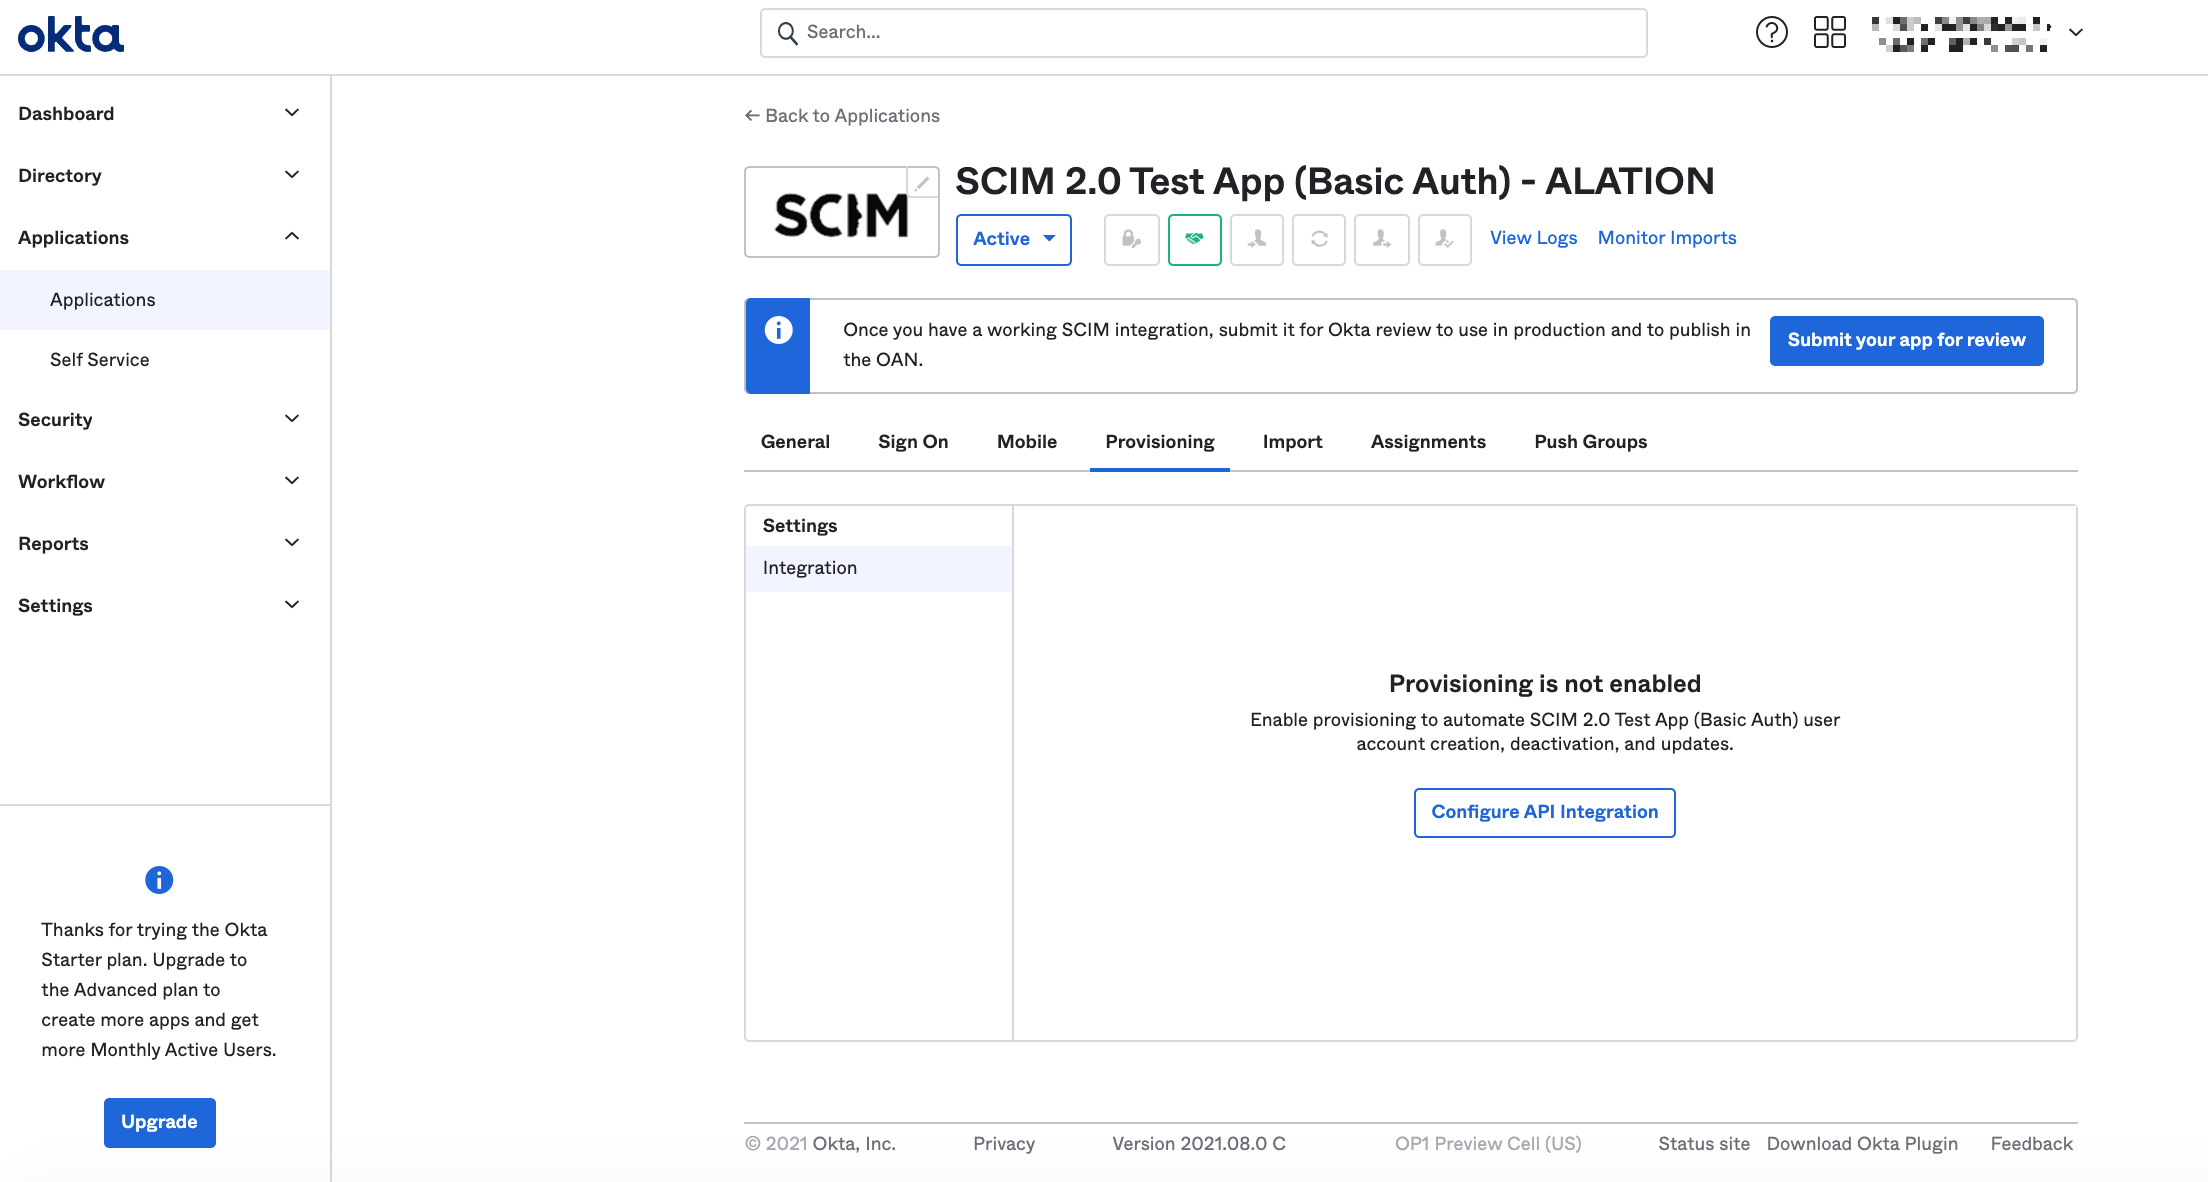 okta
Search...
Dashboard
Directory
Applications
Applications
Self Service
Security
Workflow
Reports
Settings
Thanks for trying the Okta
Starter plan. Upgrade to
the Advanced plan to
create more apps and get
more Monthly Active Users.
Upgrade
← Back to Applications
SCIM
SCIM 2.0 Test App (Basic Auth) - ALATION
Active
View Logs
Monitor Imports
Once you have a working SCIM integration, submit it for Okta review to use in production and to publish in
the OAN.
Submit your app for review
General
Sign On
Mobile
Provisioning
Import
Assignments
Push Groups
Settings
Integration
Provisioning is not enabled
Enable provisioning to automate SCIM 2.0 Test App (Basic Auth) user
account creation, deactivation, and updates.
Configure API Integration
© 2021 Okta, Inc.
Privacy
Version 2021.08.0 C
OP1 Preview Cell (US)
Status site
Download Okta Plugin
Feedback